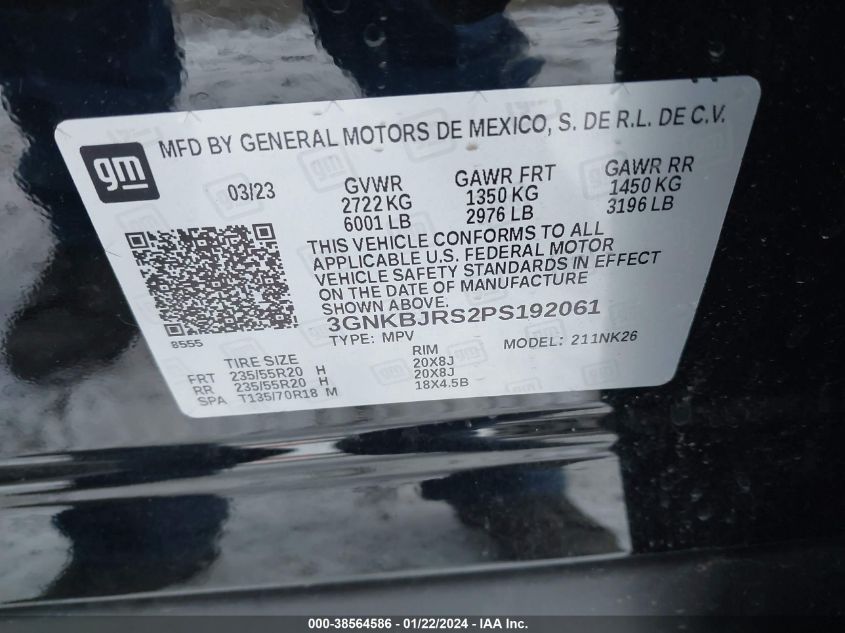 gm
MFD BY GENERAL MOTORS DE MEXICO, S. DE R.L. DE C.V.
03/23
GVWR GAWR FRT GAWR RR
2722 KG 1350 KG 1450 KG
6001 LB 2976 LB 3196 LB
THIS VEHICLE CONFORMS TO ALL
APPLICABLE U.S. FEDERAL MOTOR
VEHICLE SAFETY STANDARDS IN EFFECT
ON THE DATE OF MANUFACTURE
SHOWN ABOVE.
3GNKBJRS2PS192061
8555
TYPE: MPV MODEL: 211NK26
TIRE SIZE RIM
FRT 235/55R20 H 20X8J
RR 235/55R20 H 20X8J
SPA T135/70R18 M 18X4.5B
000-38564586 - 01/22/2024 - IAA Inc.